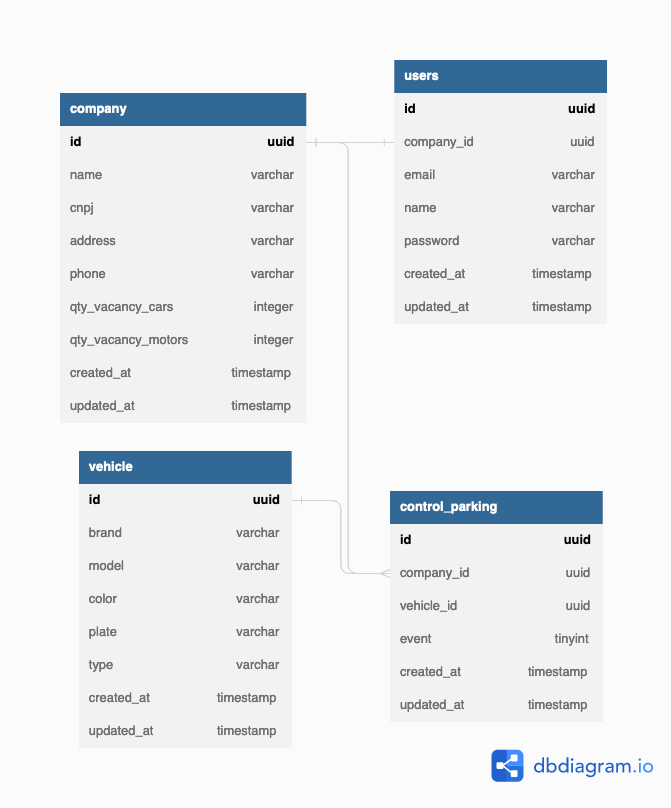 company
id uuid
name varchar
cnpj varchar
address varchar
phone varchar
qty_vacancy_cars integer
qty_vacancy_motors integer
created_at timestamp
updated_at timestamp
users
id uuid
company_id uuid
email varchar
name varchar
password varchar
created_at timestamp
updated_at timestamp
vehicle
id uuid
brand varchar
model varchar
color varchar
plate varchar
type varchar
created_at timestamp
updated_at timestamp
control_parking
id uuid
company_id uuid
vehicle_id uuid
event tinyint
created_at timestamp
updated_at timestamp
dbdiagram.io